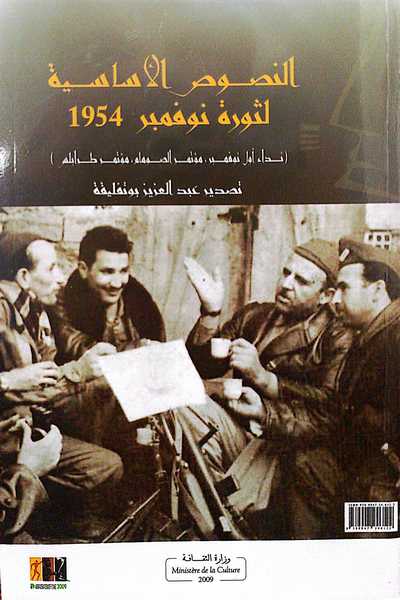 النصوص الأساسية
لثورة نوفمبر 1954
(نداء أول نوفمبر، مؤتمر الصومام، مؤتمر طرابلس)
تصدير عبد العزيز بوتفليقة
وزارة الثقافة
Ministère de la Culture
2009